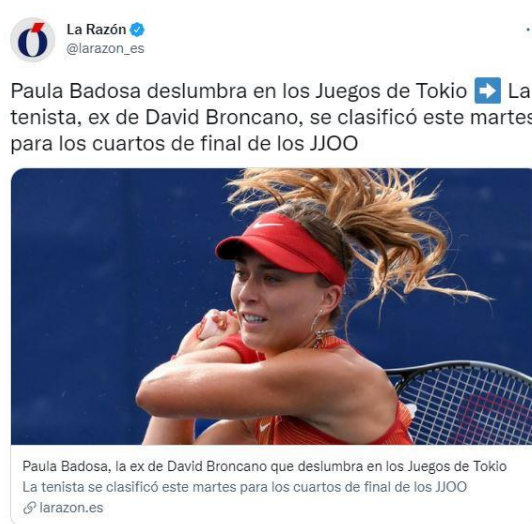 La Razón
@larazon_es
Paula Badosa deslumbra en los Juegos de Tokio ➡️ La
tenista, ex de David Broncano, se clasificó este martes
para los cuartos de final de los JJOO
Paula Badosa, la ex de David Broncano que deslumbra en los Juegos de Tokio
La tenista se clasificó este martes para los cuartos de final de los JJOO
larazon.es